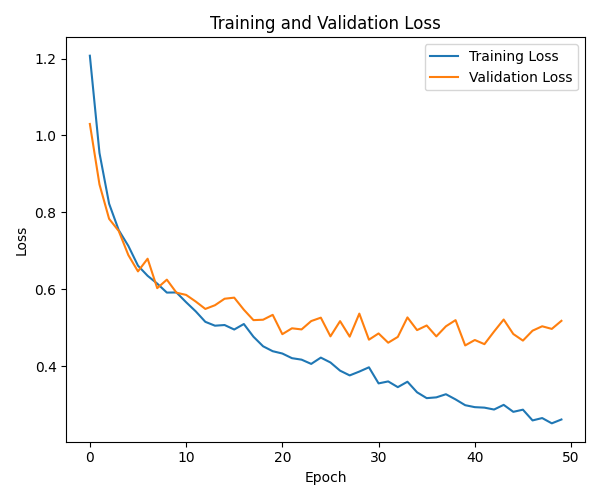 Training and Validation Loss
Training Loss
Validation Loss
1.2
1.0
0.8
0.6
0.4
Loss
0 10 20 30 40 50
Epoch